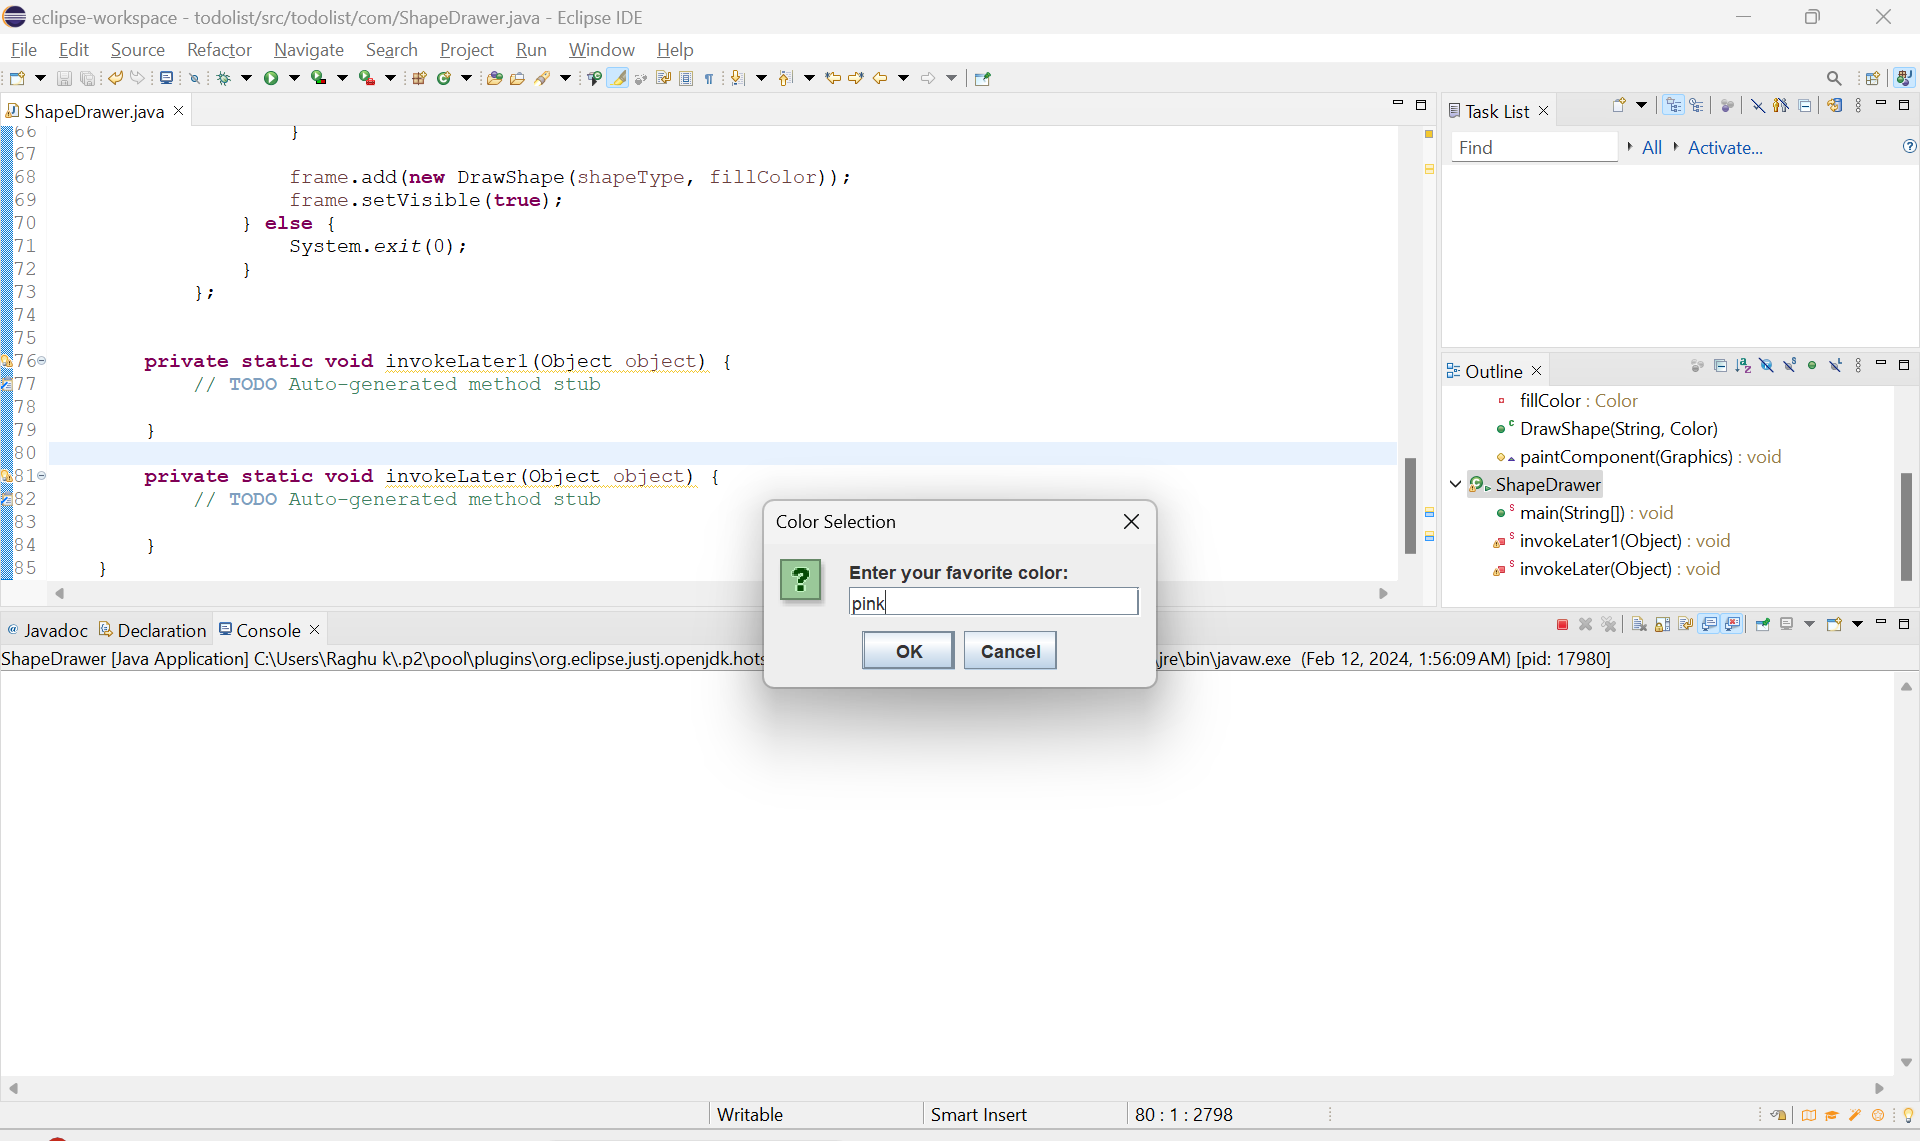 eclipse-workspace - todolist/src/todolist/com/ShapeDrawer.java - Eclipse IDE
File Edit Source Refactor Navigate Search Project Run Window Help
ShapeDrawer.java
66 }
67
68 frame.add(new DrawShape(shapeType, fillColor));
69 frame.setVisible(true);
70 } else {
71 System.exit(0);
72 }
73 };
74
75
76 private static void invokeLater1(Object object) {
77 // TODO Auto-generated method stub
78
79 }
80
81 private static void invokeLater(Object object) {
82 // TODO Auto-generated method stub
83
84 }
85 }
Task List
Find All Activate...
Outline
fillColor : Color
DrawShape(String, Color)
paintComponent(Graphics) : void
ShapeDrawer
main(String[]) : void
invokeLater1(Object) : void
invokeLater(Object) : void
Color Selection
Enter your favorite color:
pink
OK Cancel
@ Javadoc Declaration Console
ShapeDrawer [Java Application] C:\Users\Raghu k\.p2\pool\plugins\org.eclipse.justj.openjdk.hots \jre\bin\javaw.exe (Feb 12, 2024, 1:56:09 AM) [pid: 17980]
Writable Smart Insert 80 : 1 : 2798